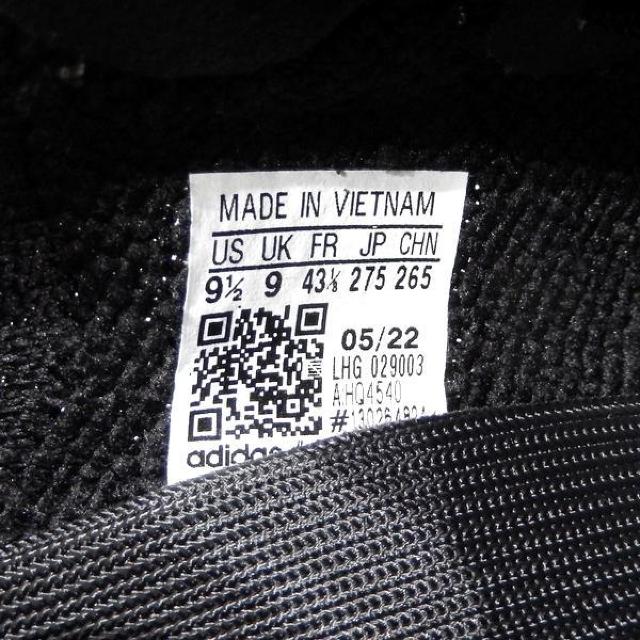 MADE IN VIETNAM
US UK FR JP CHN
9½ 9 43⅓ 275 265
05/22
LHG 029003
A.HQ4540
#
adidas